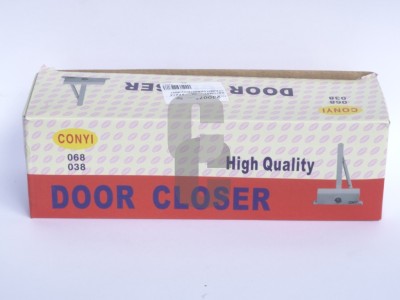 DOOR CLOSER
068
038
CONYI
CONYI
068
038
High Quality
DOOR CLOSER